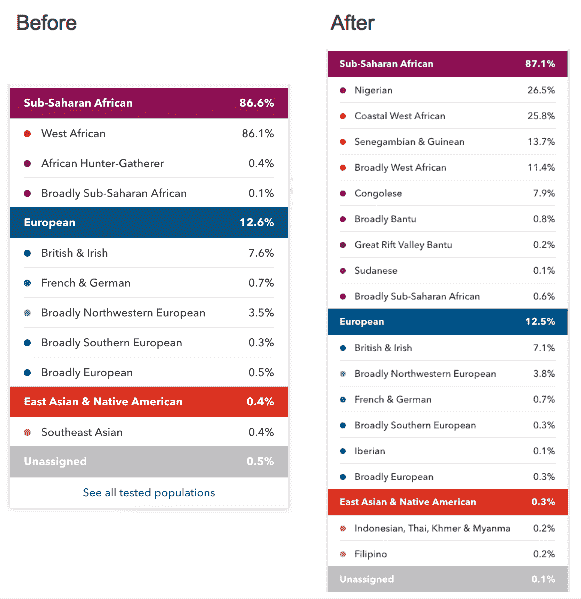 Before
Sub-Saharan African 86.6%
West African 86.1%
African Hunter-Gatherer 0.4%
Broadly Sub-Saharan African 0.1%
European 12.6%
British & Irish 7.6%
French & German 0.7%
Broadly Northwestern European 3.5%
Broadly Southern European 0.3%
Broadly European 0.5%
East Asian & Native American 0.4%
Southeast Asian 0.4%
Unassigned 0.5%
See all tested populations
After
Sub-Saharan African 87.1%
Nigerian 26.5%
Coastal West African 25.8%
Senegambian & Guinean 13.7%
Broadly West African 11.4%
Congolese 7.9%
Broadly Bantu 0.8%
Great Rift Valley Bantu 0.2%
Sudanese 0.1%
Broadly Sub-Saharan African 0.6%
European 12.5%
British & Irish 7.1%
Broadly Northwestern European 3.8%
French & German 0.7%
Broadly Southern European 0.3%
Iberian 0.1%
Broadly European 0.3%
East Asian & Native American 0.3%
Indonesian, Thai, Khmer & Myanma 0.2%
Filipino 0.2%
Unassigned 0.1%